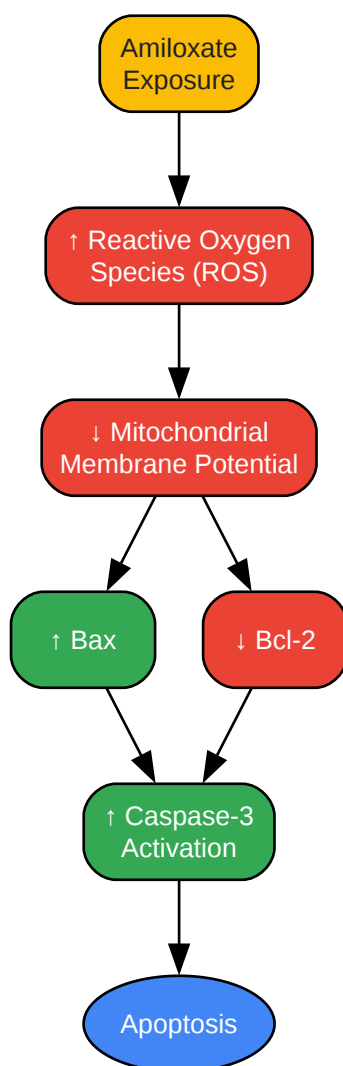 Amiloxate
Exposure
↑ Reactive Oxygen
Species (ROS)
↓ Mitochondrial
Membrane Potential
↑ Bax
↓ Bcl-2
↑ Caspase-3
Activation
Apoptosis